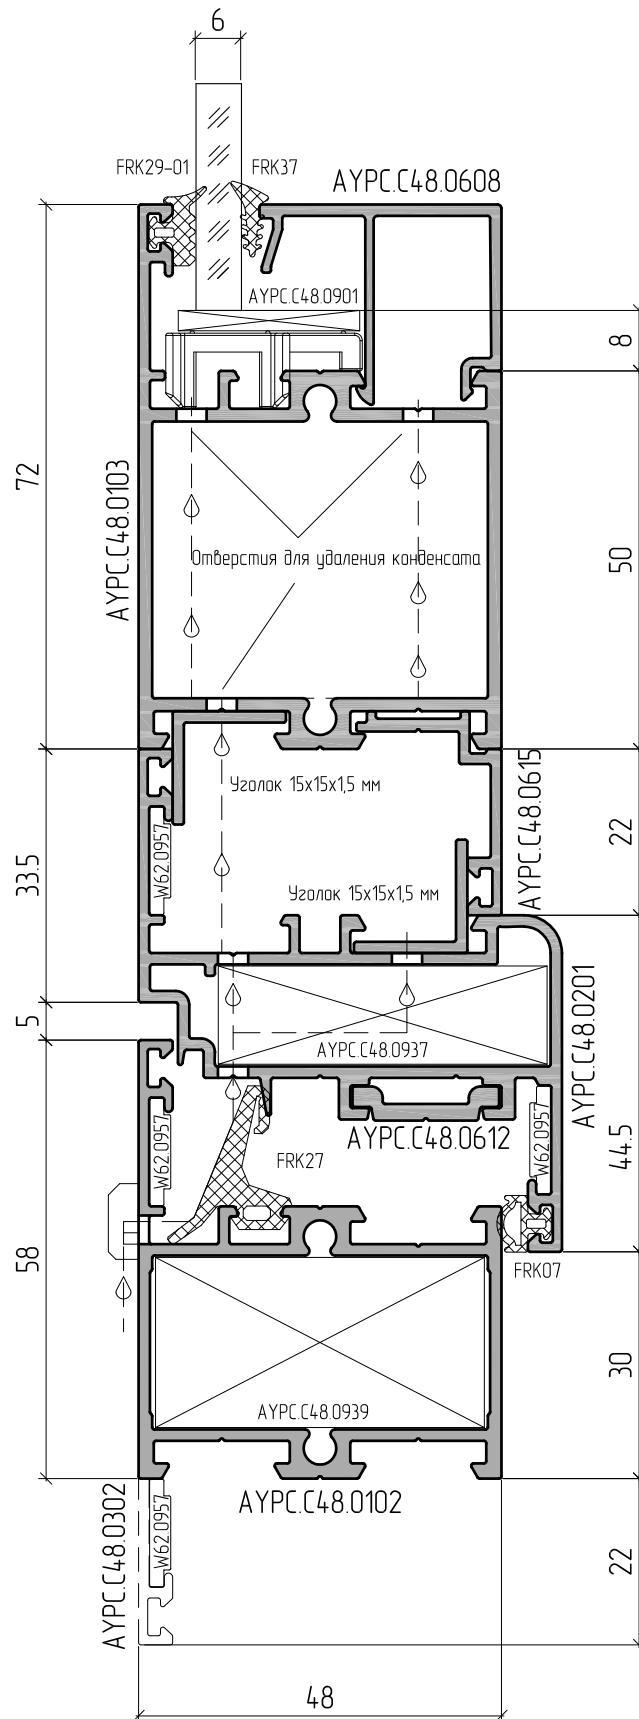 6
FRK29-01
FRK37
AYPC.C48.0608
AYPC.C48.0901
8
72
AYPC.C48.0103
50
Отверстия для удаления конденсата
Уголок 15x15x1,5 мм
AYPC.C48.0615
22
W62.0957
33.5
Уголок 15x15x1,5 мм
5
AYPC.C48.0937
AYPC.C48.0201
AYPC.C48.0612
W62.0957
W62.0957
44.5
FRK27
FRK07
58
30
AYPC.C48.0939
AYPC.C48.0102
AYPC.C48.0302
W62.0957
22
48